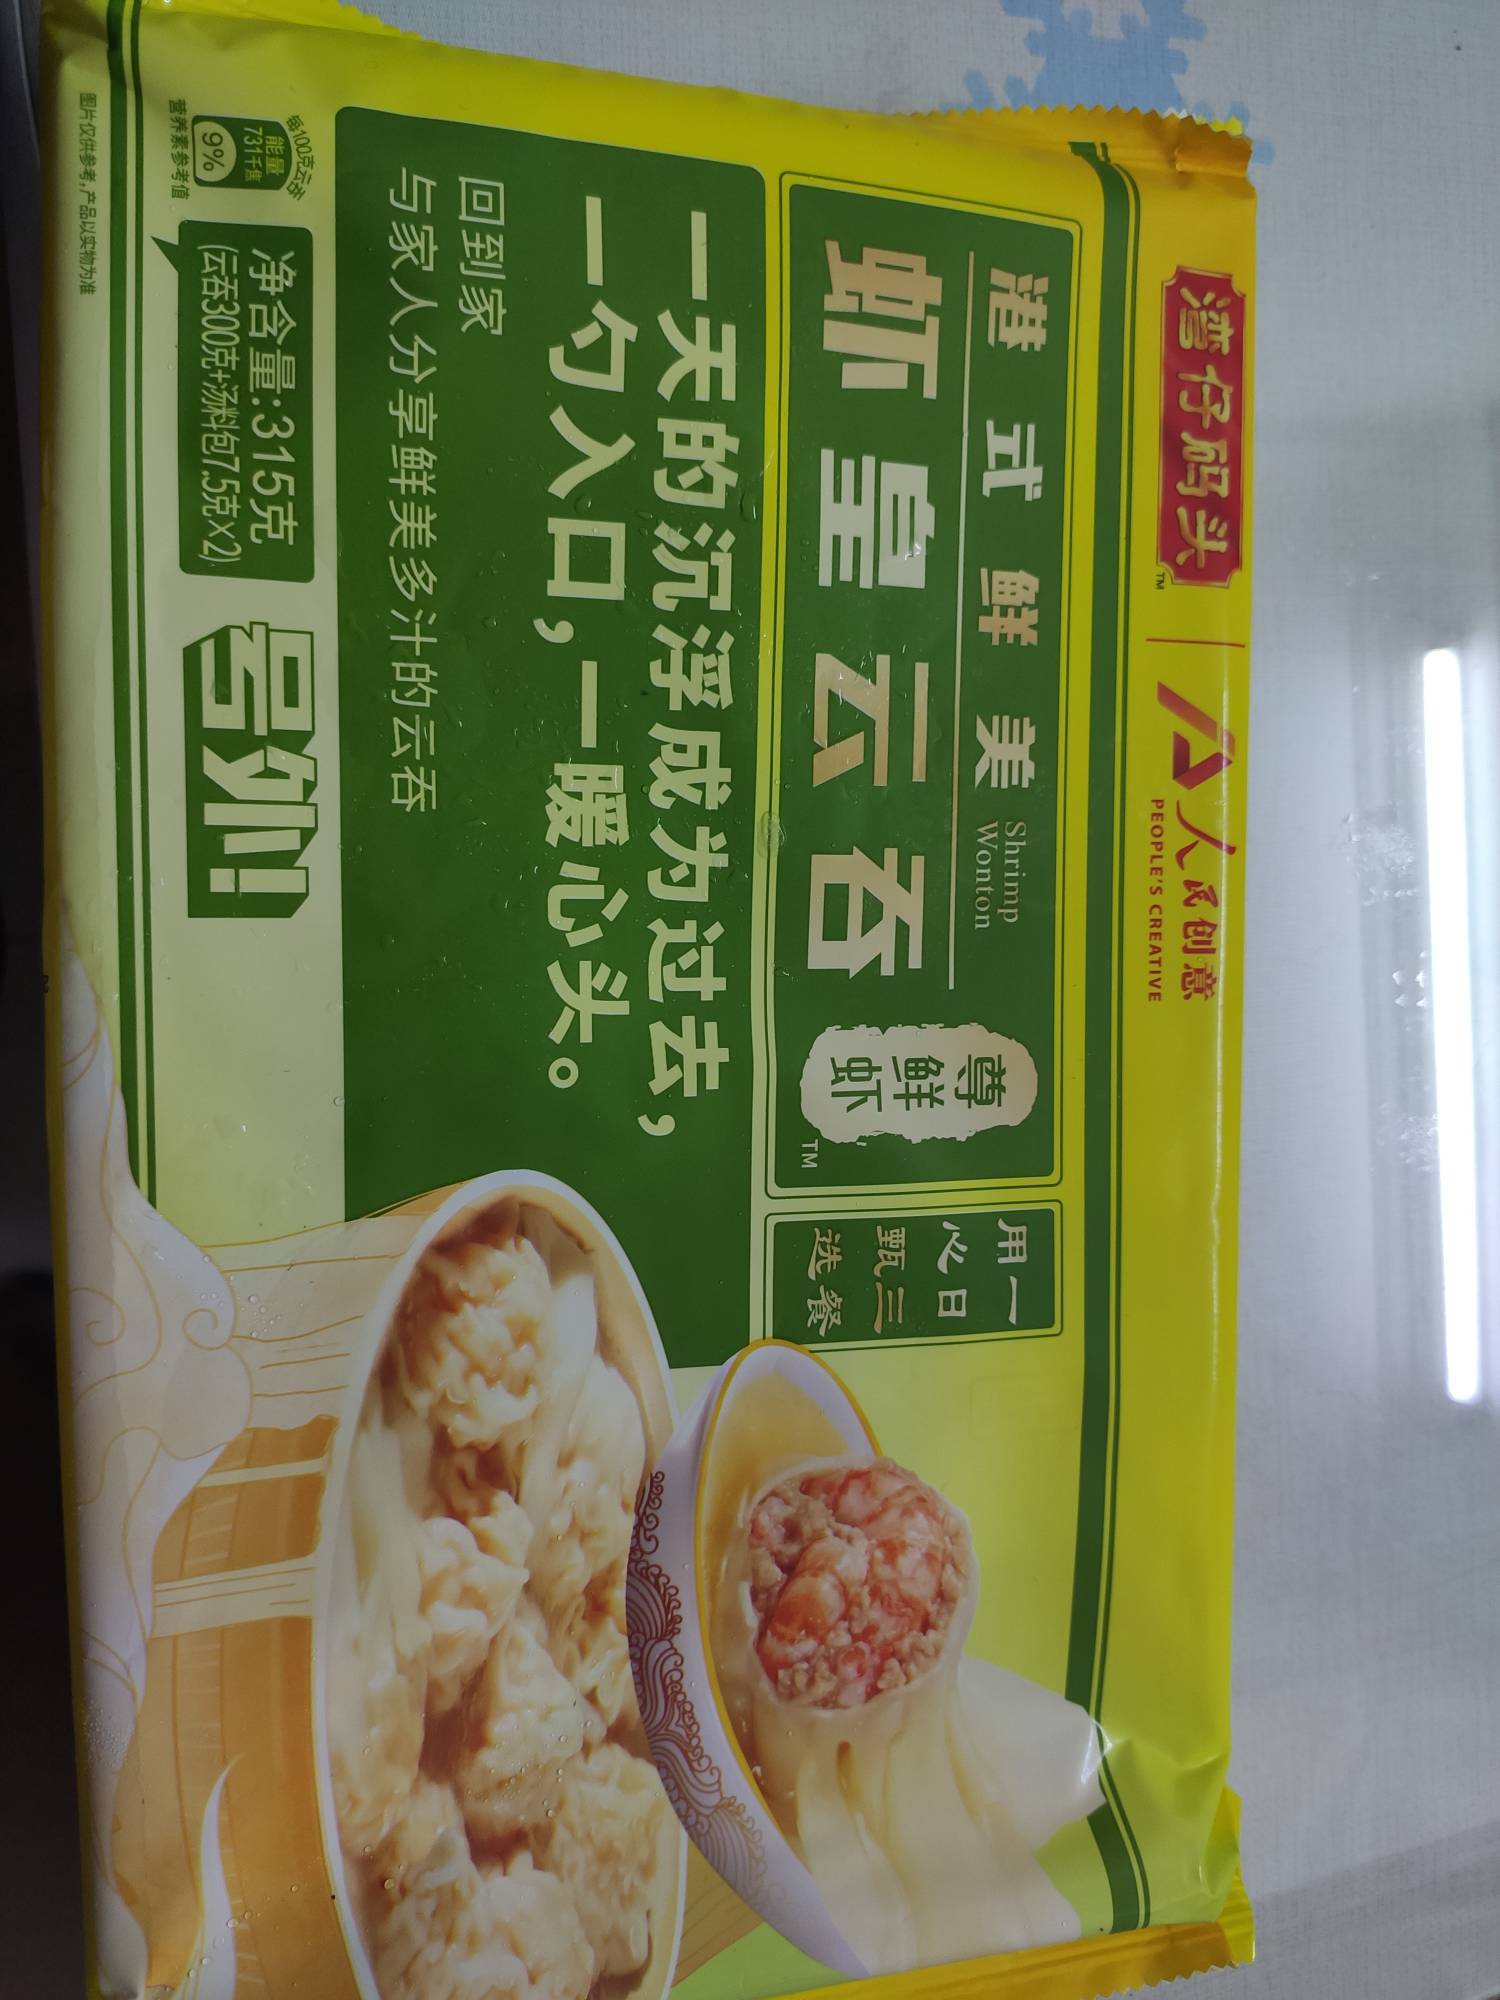 湾仔码头
TM
人民创意
PEOPLE'S CREATIVE
港式鲜美
Shrimp
Wonton
虾皇云吞
尊鲜虾
TM
一日三餐
用心甄选
一天的沉浮成为过去,
一勺入口,一暖心头。
回到家
与家人分享鲜美多汁的云吞
每100克云吞
能量
731千焦
9%
营养素参考值
净含量:315克
(云吞300克+汤料包7.5克×2)
号外!
图片仅供参考,产品以实物为准